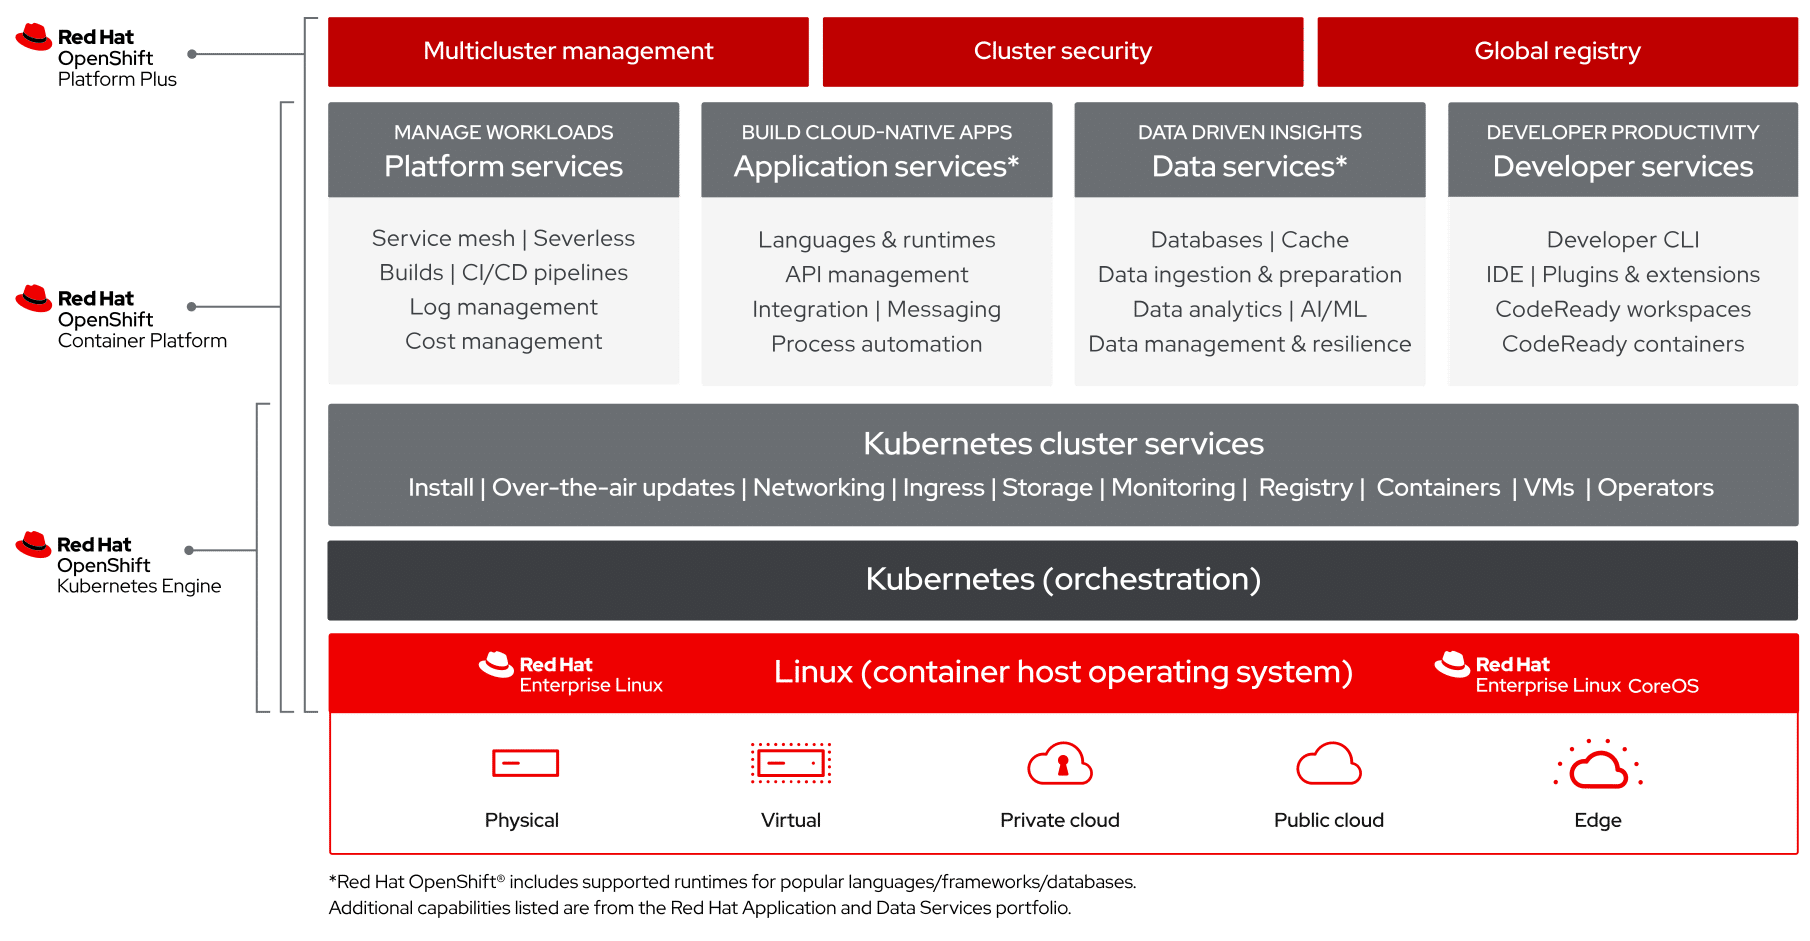 Red Hat
OpenShift
Platform Plus
Multicluster management
Cluster security
Global registry
MANAGE WORKLOADS
Platform services
Service mesh | Severless
Builds | CI/CD pipelines
Log management
Cost management
BUILD CLOUD-NATIVE APPS
Application services*
Languages & runtimes
API management
Integration | Messaging
Process automation
DATA DRIVEN INSIGHTS
Data services*
Databases | Cache
Data ingestion & preparation
Data analytics | AI/ML
Data management & resilience
DEVELOPER PRODUCTIVITY
Developer services
Developer CLI
IDE | Plugins & extensions
CodeReady workspaces
CodeReady containers
Red Hat
OpenShift
Container Platform
Kubernetes cluster services
Install | Over-the-air updates | Networking | Ingress | Storage | Monitoring | Registry | Containers | VMs | Operators
Red Hat
OpenShift
Kubernetes Engine
Kubernetes (orchestration)
Red Hat
Enterprise Linux
Linux (container host operating system)
Red Hat
Enterprise Linux CoreOS
Physical
Virtual
Private cloud
Public cloud
Edge
*Red Hat OpenShift® includes supported runtimes for popular languages/frameworks/databases.
Additional capabilities listed are from the Red Hat Application and Data Services portfolio.